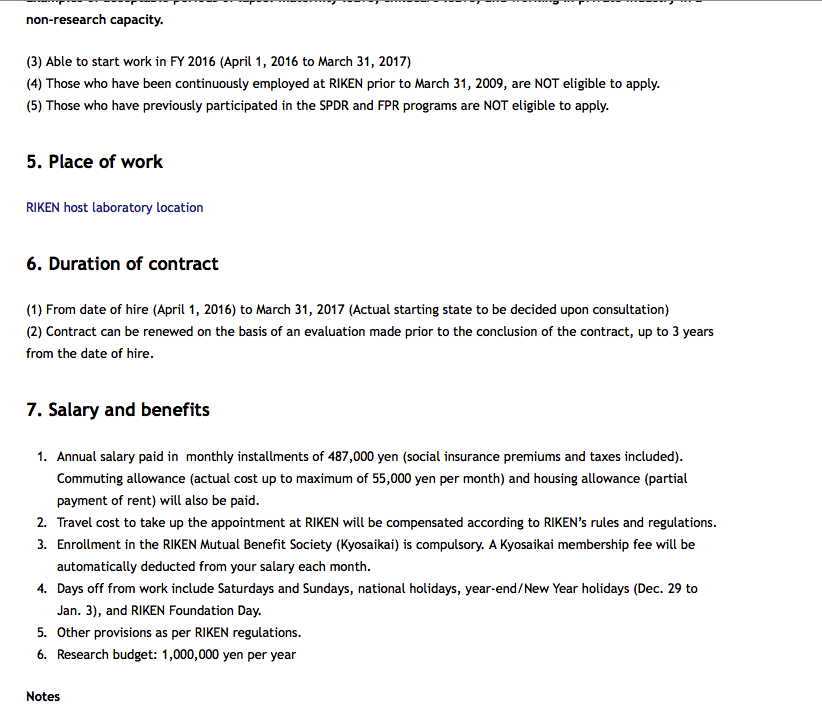 non-research capacity.
(3) Able to start work in FY 2016 (April 1, 2016 to March 31, 2017)
(4) Those who have been continuously employed at RIKEN prior to March 31, 2009, are NOT eligible to apply.
(5) Those who have previously participated in the SPDR and FPR programs are NOT eligible to apply.
5. Place of work
RIKEN host laboratory location
6. Duration of contract
(1) From date of hire (April 1, 2016) to March 31, 2017 (Actual starting state to be decided upon consultation)
(2) Contract can be renewed on the basis of an evaluation made prior to the conclusion of the contract, up to 3 years
from the date of hire.
7. Salary and benefits
1. Annual salary paid in monthly installments of 487,000 yen (social insurance premiums and taxes included).
Commuting allowance (actual cost up to maximum of 55,000 yen per month) and housing allowance (partial
payment of rent) will also be paid.
2. Travel cost to take up the appointment at RIKEN will be compensated according to RIKEN’s rules and regulations.
3. Enrollment in the RIKEN Mutual Benefit Society (Kyosaikai) is compulsory. A Kyosaikai membership fee will be
automatically deducted from your salary each month.
4. Days off from work include Saturdays and Sundays, national holidays, year-end/New Year holidays (Dec. 29 to
Jan. 3), and RIKEN Foundation Day.
5. Other provisions as per RIKEN regulations.
6. Research budget: 1,000,000 yen per year
Notes